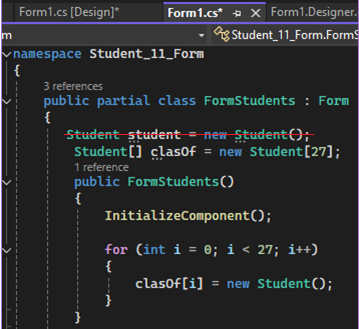 Form1.cs [Design]*
Form1.cs*
Form1.Designer.
m
Student_11_Form.FormS
namespace Student_11_Form
{
3 references
public partial class FormStudents : Form
{
Student student = new Student();
Student[] clasOf = new Student[27];
1 reference
public FormStudents()
{
InitializeComponent();
for (int i = 0; i < 27; i++)
{
clasOf[i] = new Student();
}
}